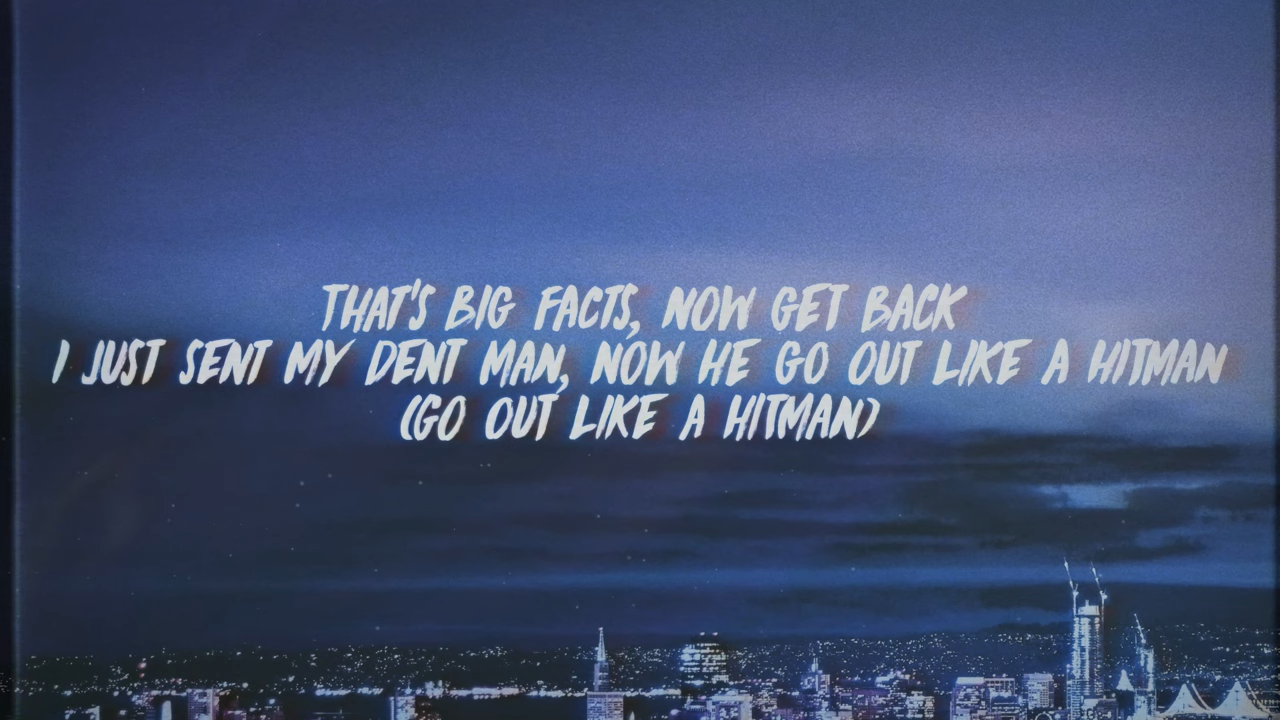 THAT'S BIG FACTS, NOW GET BACK
I JUST SENT MY DENT MAN, NOW HE GO OUT LIKE A HITMAN
(GO OUT LIKE A HITMAN)